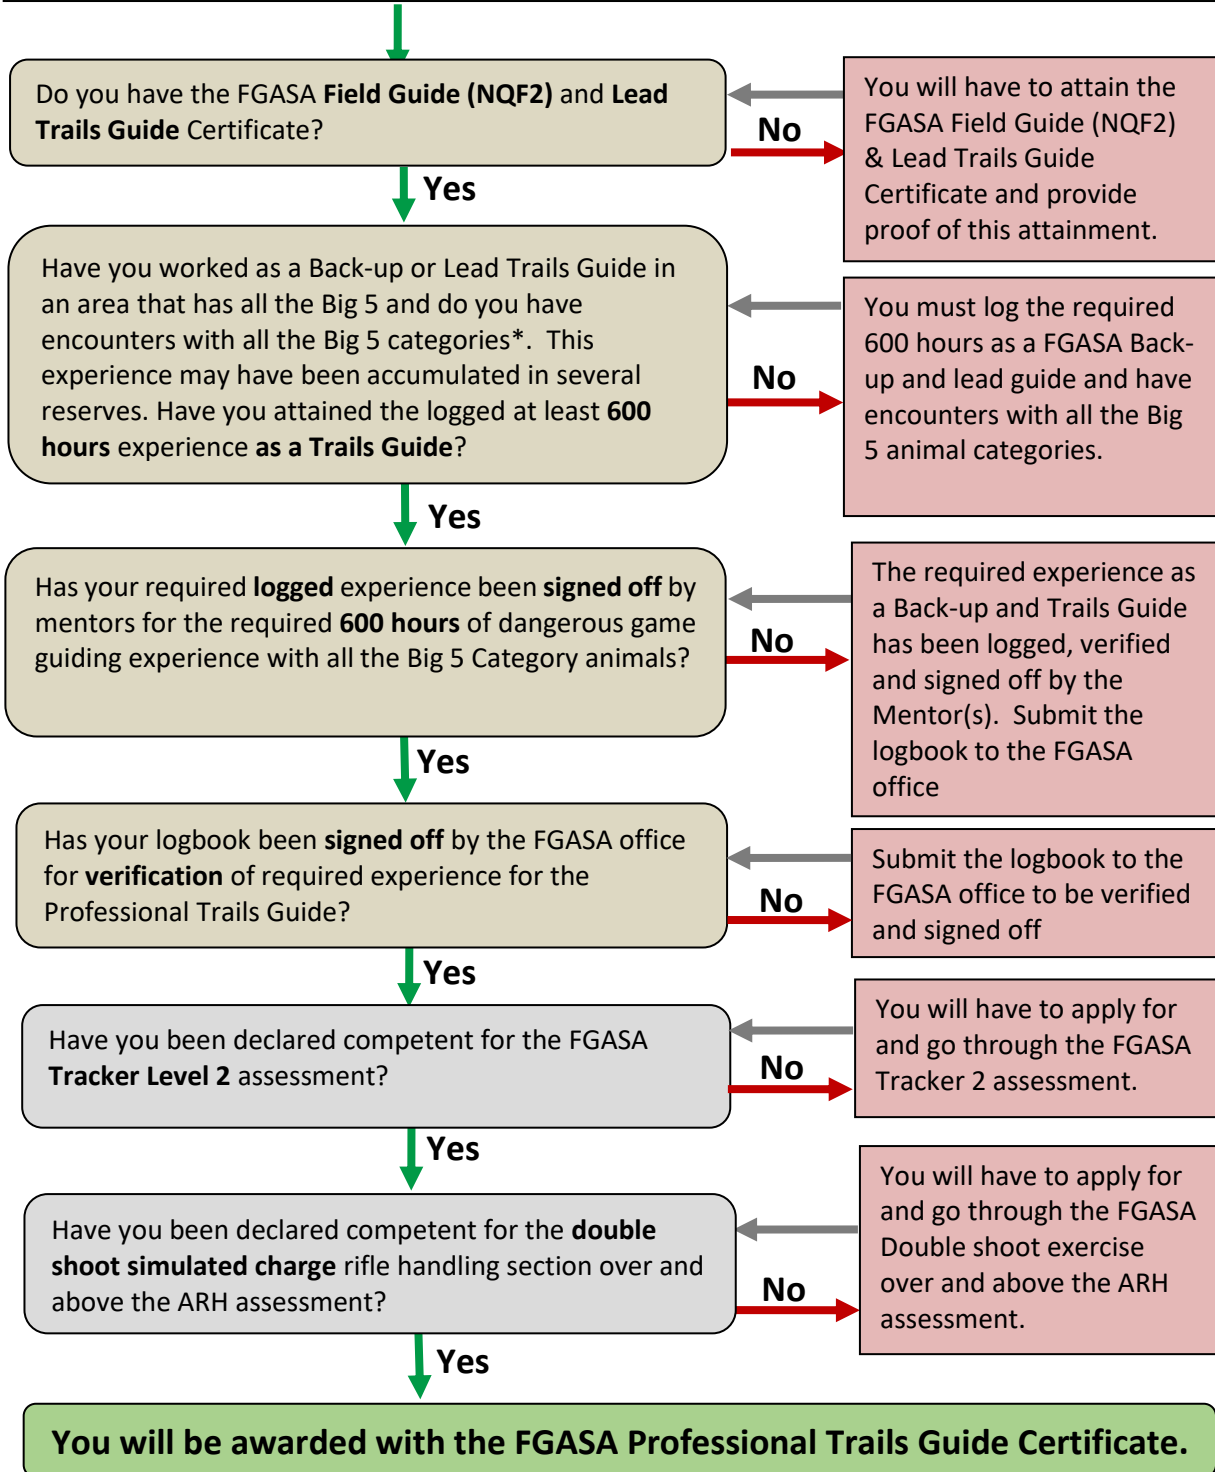 Do you have the FGASA Field Guide (NQF2) and Lead
Trails Guide Certificate?
No
You will have to attain the
FGASA Field Guide (NQF2)
& Lead Trails Guide
Certificate and provide
proof of this attainment.
Yes
Have you worked as a Back-up or Lead Trails Guide in
an area that has all the Big 5 and do you have
encounters with all the Big 5 categories*.  This
experience may have been accumulated in several
reserves. Have you attained the logged at least 600
hours experience as a Trails Guide?
No
You must log the required
600 hours as a FGASA Back-
up and lead guide and have
encounters with all the Big
5 animal categories.
Yes
Has your required logged experience been signed off by
mentors for the required 600 hours of dangerous game
guiding experience with all the Big 5 Category animals?
No
The required experience as
a Back-up and Trails Guide
has been logged, verified
and signed off by the
Mentor(s).  Submit the
logbook to the FGASA
office
Yes
Has your logbook been signed off by the FGASA office
for verification of required experience for the
Professional Trails Guide?
No
Submit the logbook to the
FGASA office to be verified
and signed off
Yes
Have you been declared competent for the FGASA
Tracker Level 2 assessment?
No
You will have to apply for
and go through the FGASA
Tracker 2 assessment.
Yes
Have you been declared competent for the double
shoot simulated charge rifle handling section over and
above the ARH assessment?
No
You will have to apply for
and go through the FGASA
Double shoot exercise
over and above the ARH
assessment.
Yes
You will be awarded with the FGASA Professional Trails Guide Certificate.